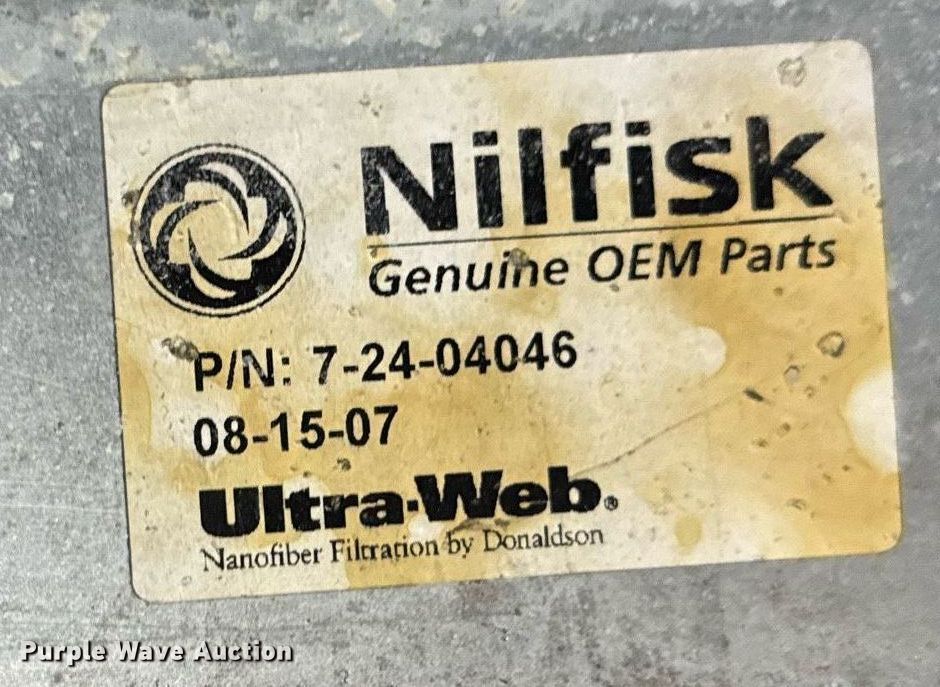 Nilfisk
Genuine OEM Parts
P/N: 7-24-04046
08-15-07
Ultra-Web®
Nanofiber Filtration by Donaldson
Purple Wave Auction